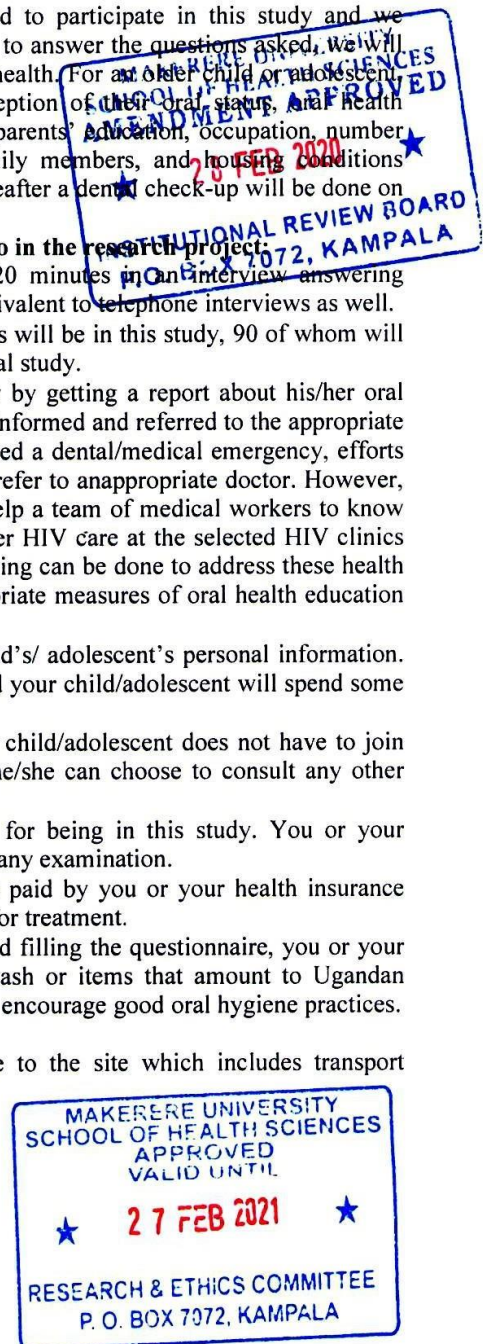 d to participate in this study and we
to answer the questions asked, we will
health. For an older child or adolescent,
eption of their oral status, oral health
parents' education, occupation, number
ily members, and housing conditions
eafter a dental check-up will be done on
MAKERERE UNIVERSITY
SCHOOL OF HEALTH SCIENCES
AMENDMENT APPROVED
★ 28 FEB 2020 ★
INSTITUTIONAL REVIEW BOARD
P.O. BOX 7072, KAMPALA
o in the research project:
20 minutes in an interview answering
ivalent to telephone interviews as well.
s will be in this study, 90 of whom will
al study.
by getting a report about his/her oral
nformed and referred to the appropriate
ed a dental/medical emergency, efforts
refer to anappropriate doctor. However,
elp a team of medical workers to know
er HIV care at the selected HIV clinics
ing can be done to address these health
priate measures of oral health education
d's/ adolescent's personal information.
d your child/adolescent will spend some
child/adolescent does not have to join
he/she can choose to consult any other
for being in this study. You or your
any examination.
paid by you or your health insurance
or treatment.
d filling the questionnaire, you or your
ash or items that amount to Ugandan
encourage good oral hygiene practices.
e to the site which includes transport
MAKERERE UNIVERSITY
SCHOOL OF HEALTH SCIENCES
APPROVED
VALID UNTIL
★ 27 FEB 2021 ★
RESEARCH & ETHICS COMMITTEE
P. O. BOX 7072, KAMPALA